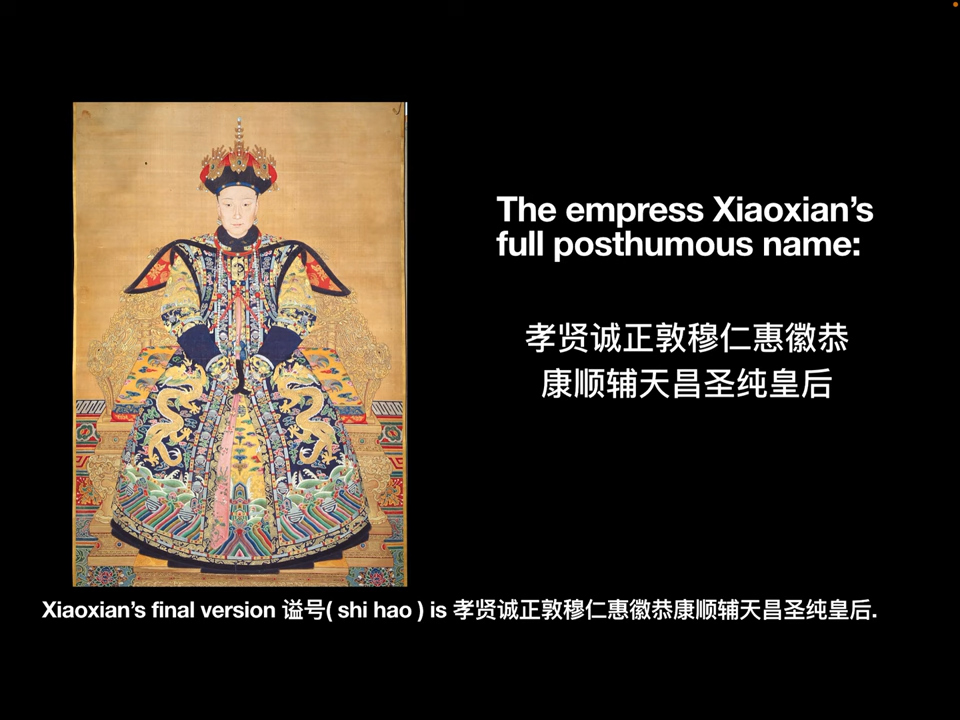 The empress Xiaoxian’s
full posthumous name:
孝贤诚正敦穆仁惠徽恭
康顺辅天昌圣纯皇后
Xiaoxian’s final version 谥号( shi hao ) is 孝贤诚正敦穆仁惠徽恭康顺辅天昌圣纯皇后.